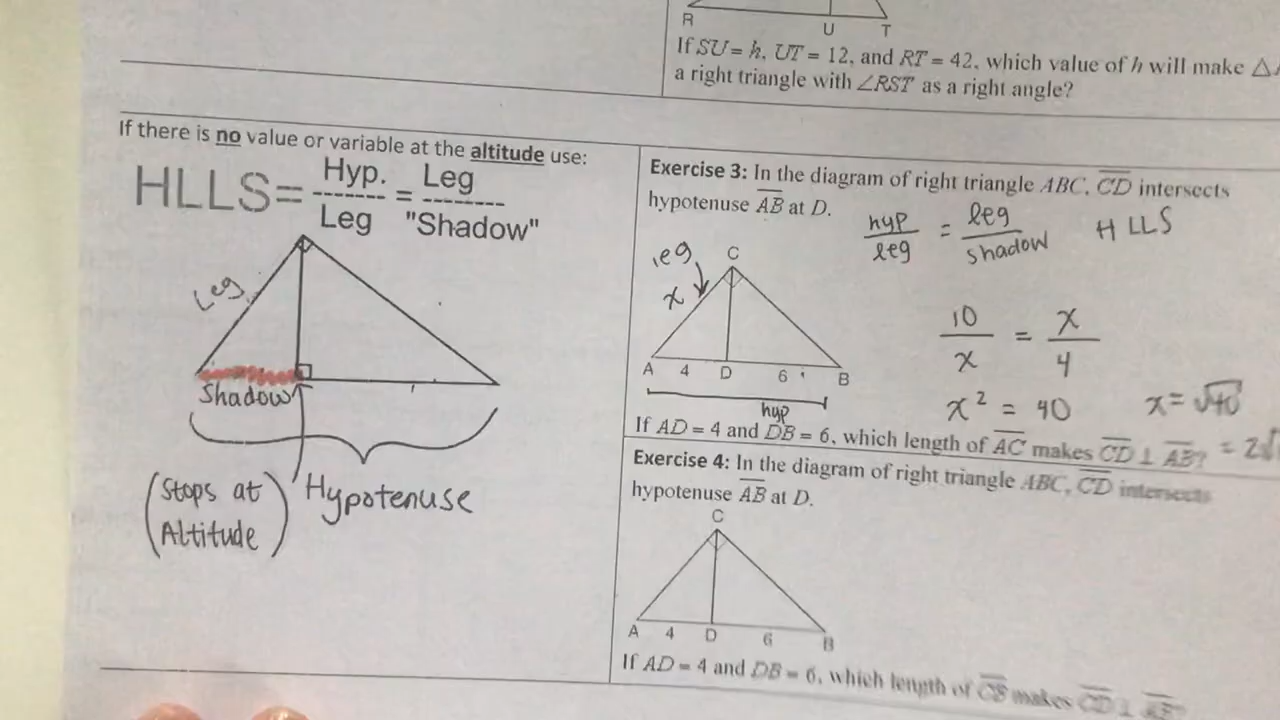 R U T
If SU = h, UT = 12, and RT = 42, which value of h will make △
a right triangle with ∠RST as a right angle?
If there is no value or variable at the altitude use:
HLLS= Hyp. = Leg
Leg "Shadow"
Leg
Shadow
(Stops at
Altitude)
Hypotenuse
Exercise 3: In the diagram of right triangle ABC, CD intersects
hypotenuse AB at D.
hyp = leg HLLS
leg shadow
leg
x
C
A 4 D 6 B
hyp
10 = x
x 4
x² = 40 x = √40
If AD = 4 and DB = 6, which length of AC makes CD ⊥ AB? = 2√
Exercise 4: In the diagram of right triangle ABC, CD intersects
hypotenuse AB at D.
C
A 4 D 6 B
If AD = 4 and DB = 6, which length of CB makes CD ⊥ AB?